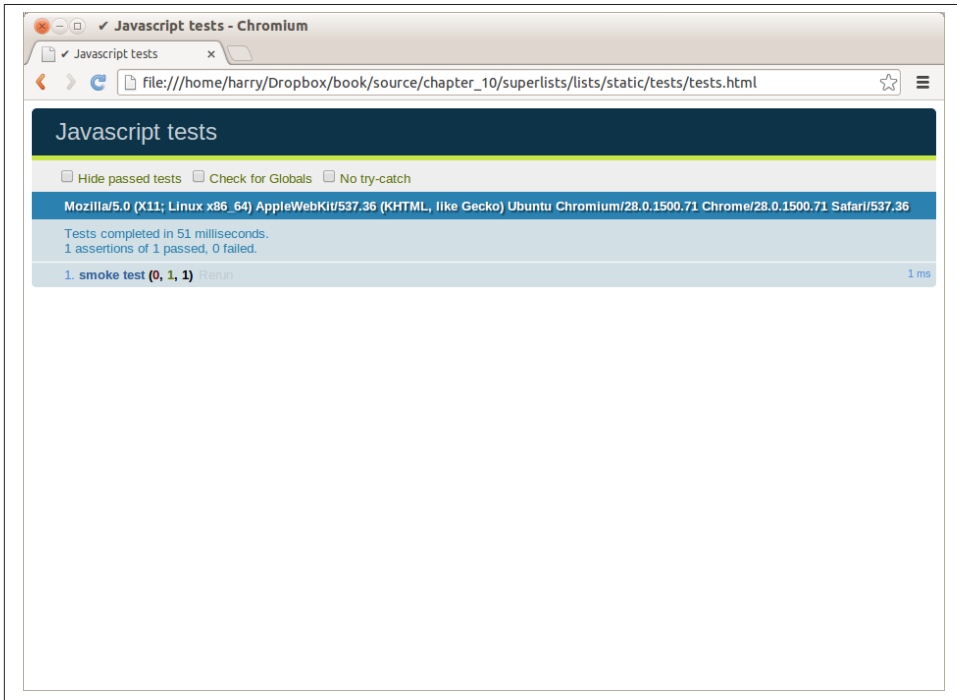 ✔ Javascript tests - Chromium
✔ Javascript tests
file:///home/harry/Dropbox/book/source/chapter_10/superlists/lists/static/tests/tests.html
Javascript tests
Hide passed tests Check for Globals No try-catch
Mozilla/5.0 (X11; Linux x86_64) AppleWebKit/537.36 (KHTML, like Gecko) Ubuntu Chromium/28.0.1500.71 Chrome/28.0.1500.71 Safari/537.36
Tests completed in 51 milliseconds.
1 assertions of 1 passed, 0 failed.
1. smoke test (0, 1, 1) Rerun 1 ms